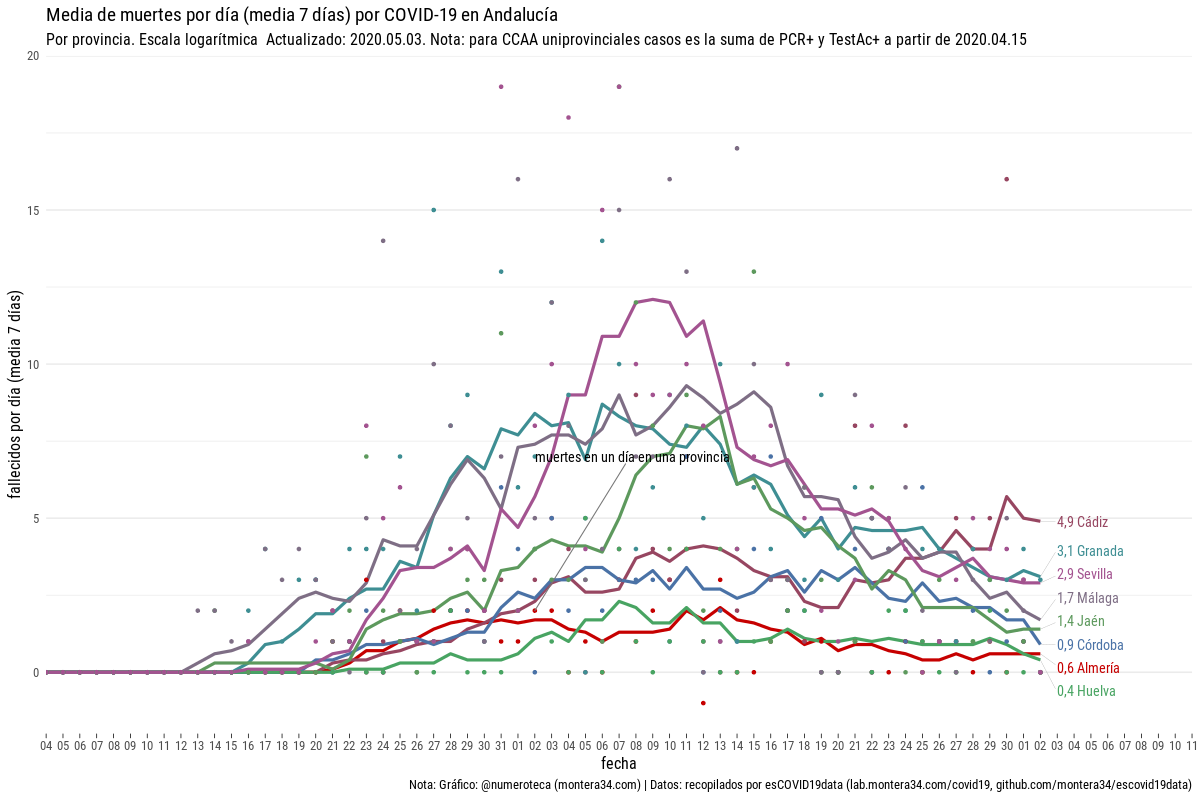 Media de muertes por día (media 7 días) por COVID-19 en Andalucía
Por provincia. Escala logarítmica  Actualizado: 2020.05.03. Nota: para CCAA uniprovinciales casos es la suma de PCR+ y TestAc+ a partir de 2020.04.15
20
15
10
5
0
fallecidos por día (media 7 días)
muertes en un día en una provincia
4,9 Cádiz
3,1 Granada
2,9 Sevilla
1,7 Málaga
1,4 Jaén
0,9 Córdoba
0,6 Almería
0,4 Huelva
04 05 06 07 08 09 10 11 12 13 14 15 16 17 18 19 20 21 22 23 24 25 26 27 28 29 30 31 01 02 03 04 05 06 07 08 09 10 11 12 13 14 15 16 17 18 19 20 21 22 23 24 25 26 27 28 29 30 01 02 03 04 05 06 07 08 09 10 11
fecha
Nota: Gráfico: @numeroteca (montera34.com) | Datos: recopilados por esCOVID19data (lab.montera34.com/covid19, github.com/montera34/escovid19data)